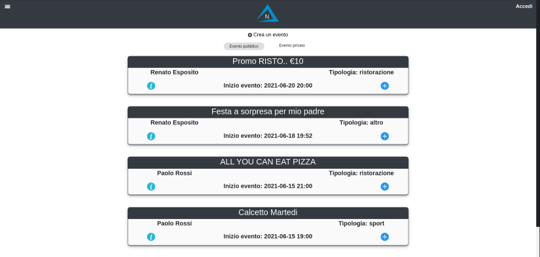 Accedi
N
Crea un evento
Evento pubblico Evento privato
Promo RISTO.. €10
Renato Esposito Tipologia: ristorazione
Inizio evento: 2021-06-20 20:00
Festa a sorpresa per mio padre
Renato Esposito Tipologia: altro
Inizio evento: 2021-06-18 19:52
ALL YOU CAN EAT PIZZA
Paolo Rossi Tipologia: ristorazione
Inizio evento: 2021-06-15 21:00
Calcetto Martedì
Paolo Rossi Tipologia: sport
Inizio evento: 2021-06-15 19:00